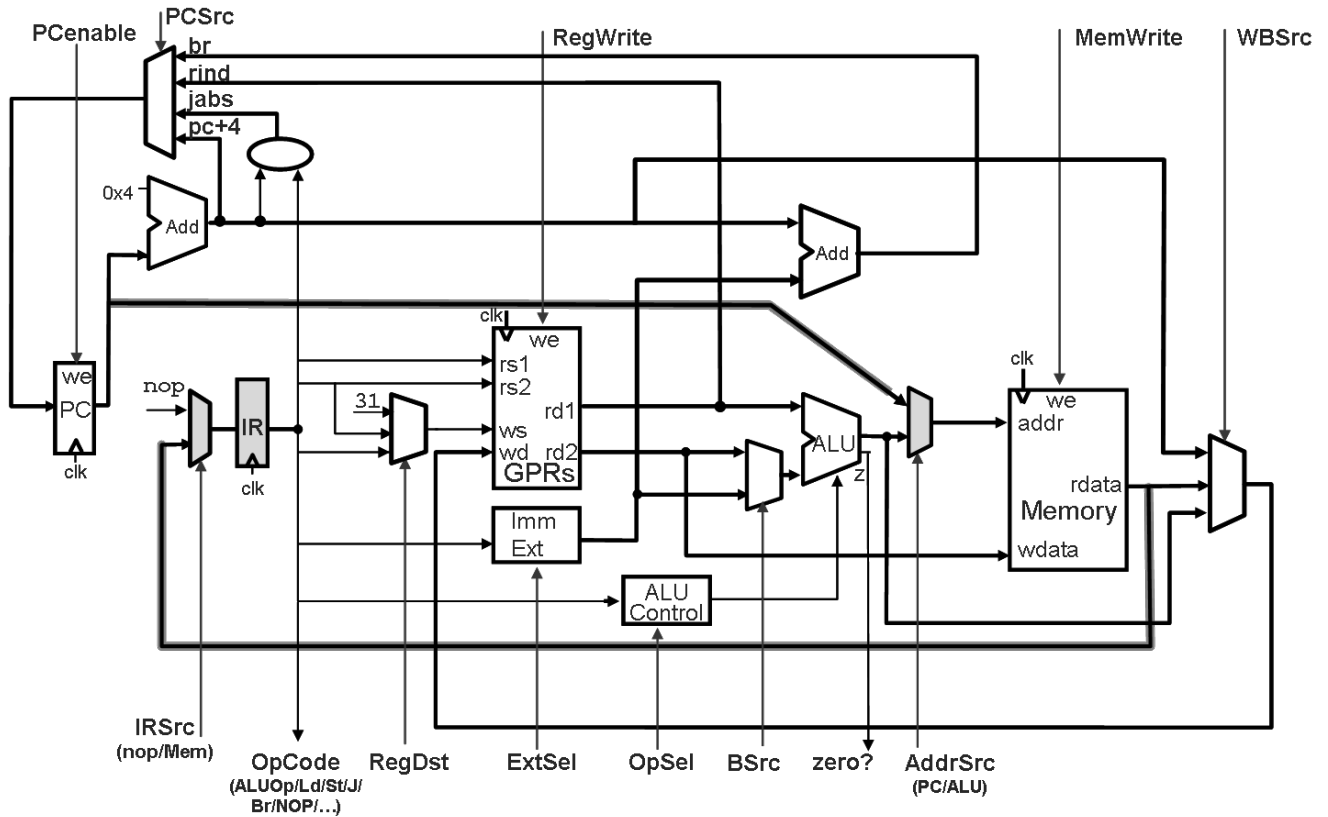 PCSrc
PCenable
RegWrite
MemWrite
WBSrc
br
rind
jabs
pc+4
0x4
Add
Add
clk
we
rs1
rs2
rd1
ws
rd2
wd
GPRs
we
PC
clk
nop
IR
clk
31
ALU
z
clk
we
addr
rdata
Memory
wdata
Imm
Ext
ALU
Control
IRSrc
(nop/Mem)
OpCode
(ALUOp/Ld/St/J/
Br/NOP/...)
RegDst
ExtSel
OpSel
BSrc
zero?
AddrSrc
(PC/ALU)